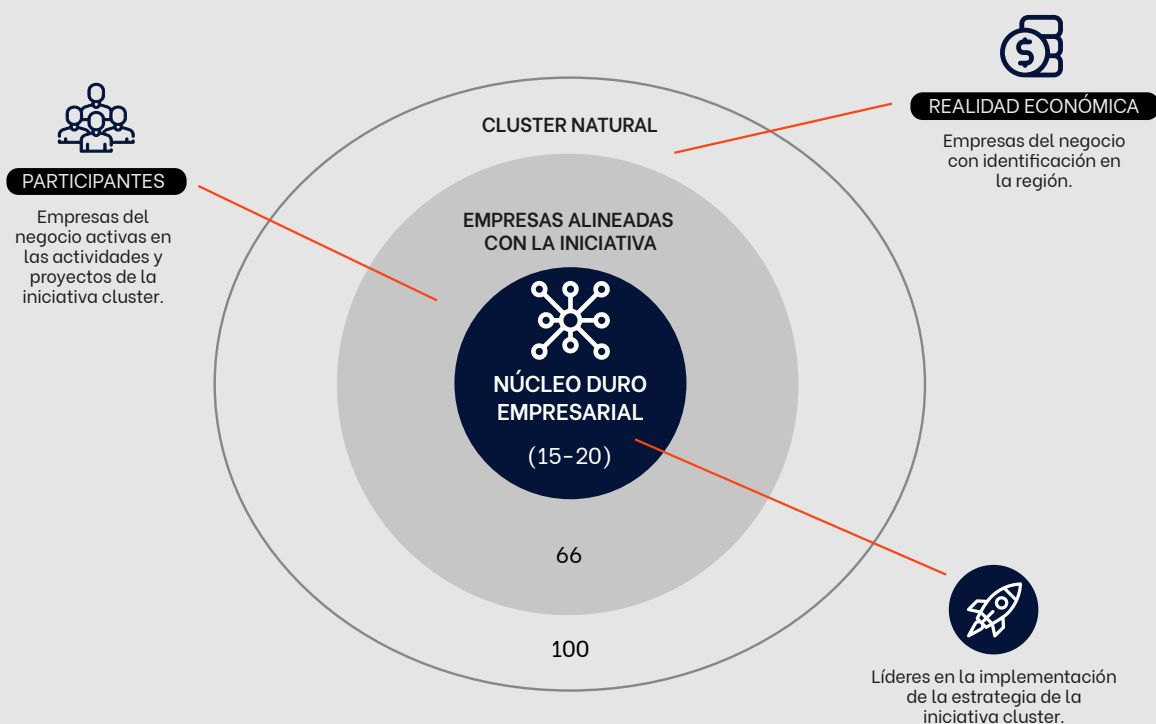 REALIDAD ECONÓMICA
Empresas del negocio
con identificación en
la región.
PARTICIPANTES
Empresas del
negocio activas en
las actividades y
proyectos de la
iniciativa cluster.
CLUSTER NATURAL
EMPRESAS ALINEADAS
CON LA INICIATIVA
NÚCLEO DURO
EMPRESARIAL
(15-20)
66
100
Líderes en la implementación
de la estrategia de la
iniciativa cluster.
$